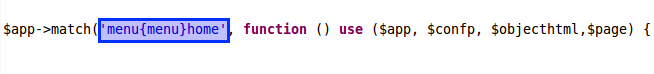 $app->match('menu{menu}home', function () use ($app, $confp, $objecthtml,$page) {